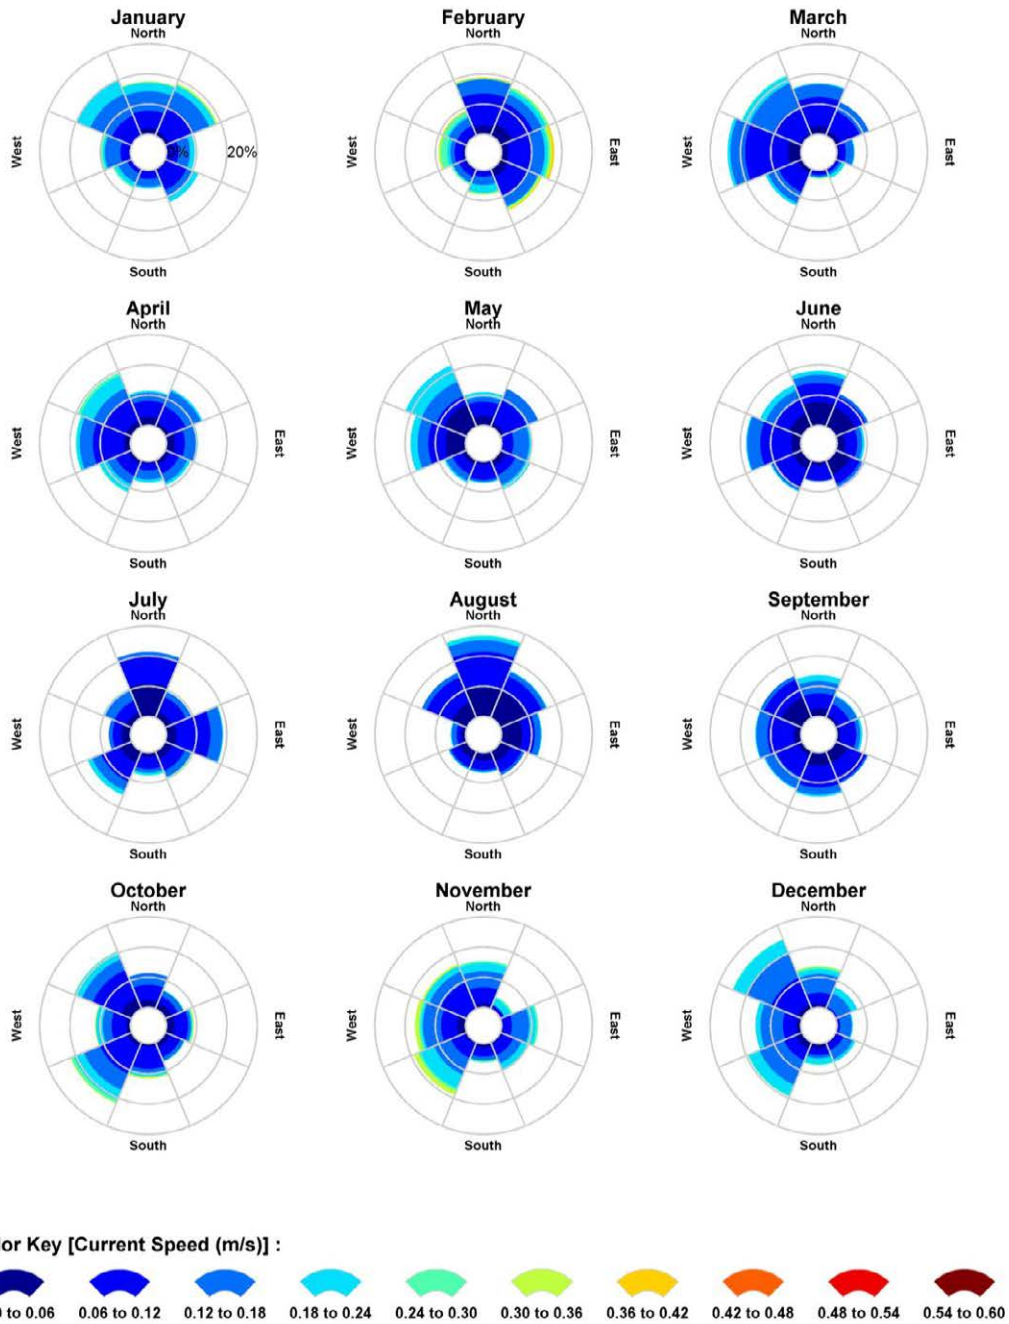 January February March
North North North
West 20% West East West East
South South South
April May June
North North North
West East West East West East
South South South
July August September
North North North
West East West East West East
South South South
October November December
North North North
West East West East West East
South South South
lor Key [Current Speed (m/s)] :
to 0.06 0.06 to 0.12 0.12 to 0.18 0.18 to 0.24 0.24 to 0.30 0.30 to 0.36 0.36 to 0.42 0.42 to 0.48 0.48 to 0.54 0.54 to 0.60